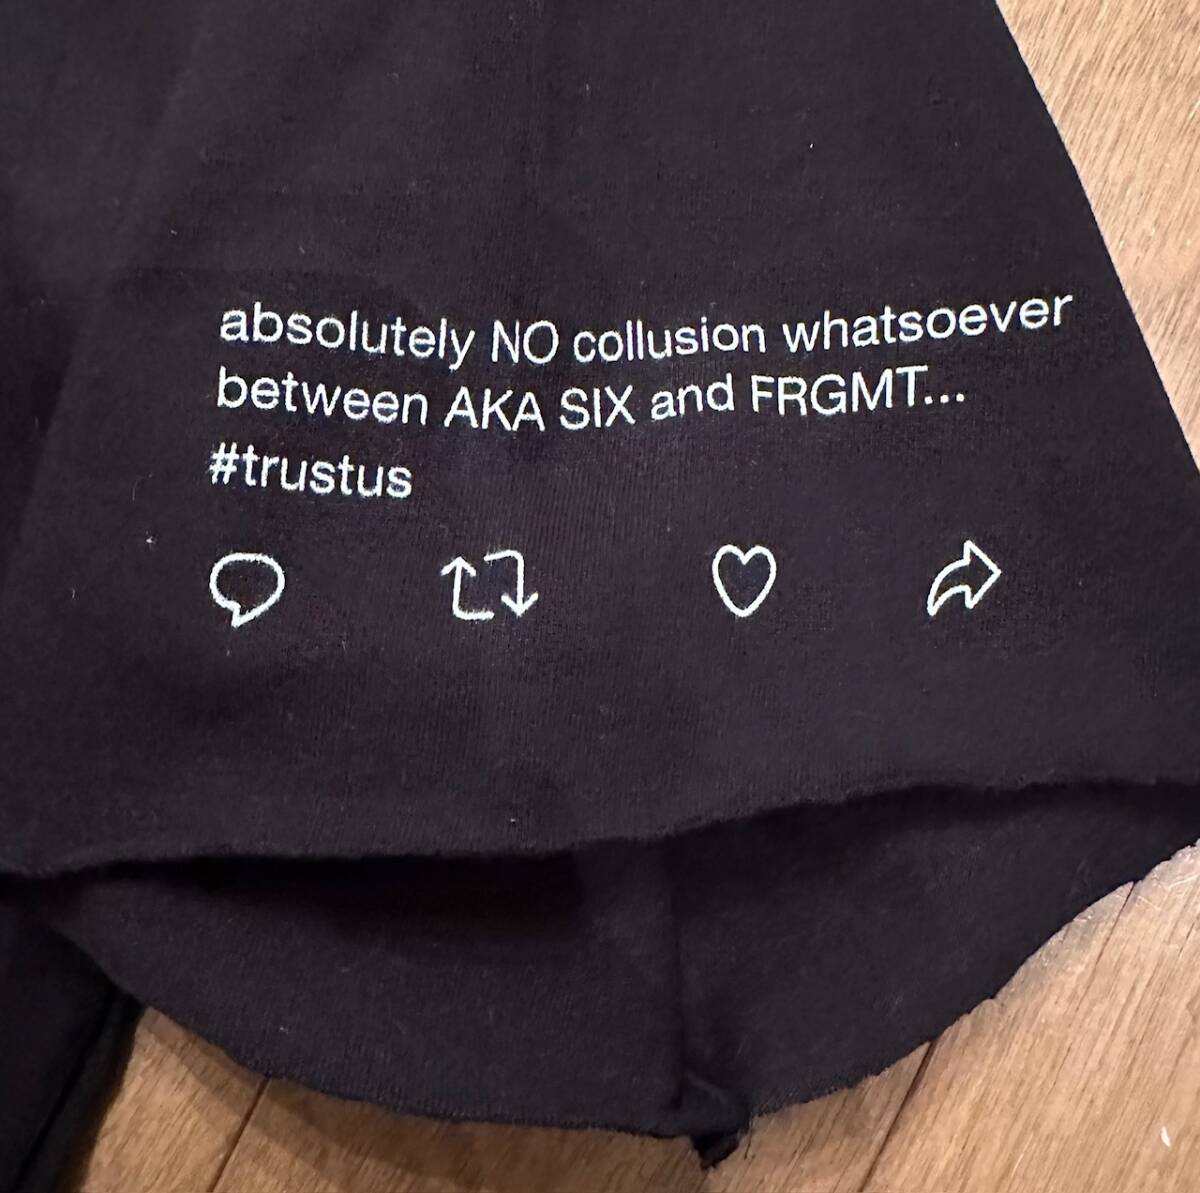 absolutely NO collusion whatsoever
between AKA SIX and FRGMT...
#trustus